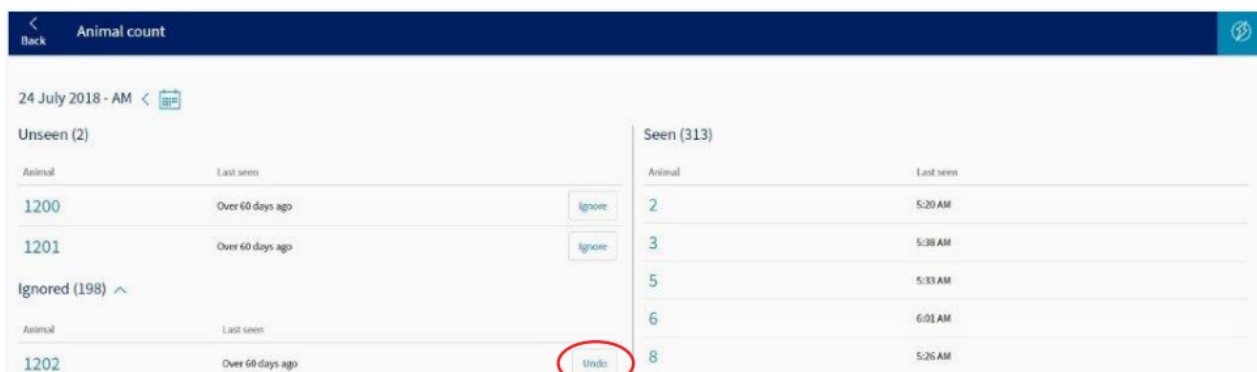 Back
Animal count
24 July 2018 - AM
Unseen (2)
Animal Last seen
1200 Over 60 days ago Ignore
1201 Over 60 days ago Ignore
Ignored (198)
Animal Last seen
1202 Over 60 days ago Undo
Seen (313)
Animal Last seen
2 5:20 AM
3 5:38 AM
5 5:33 AM
6 6:01 AM
8 5:26 AM